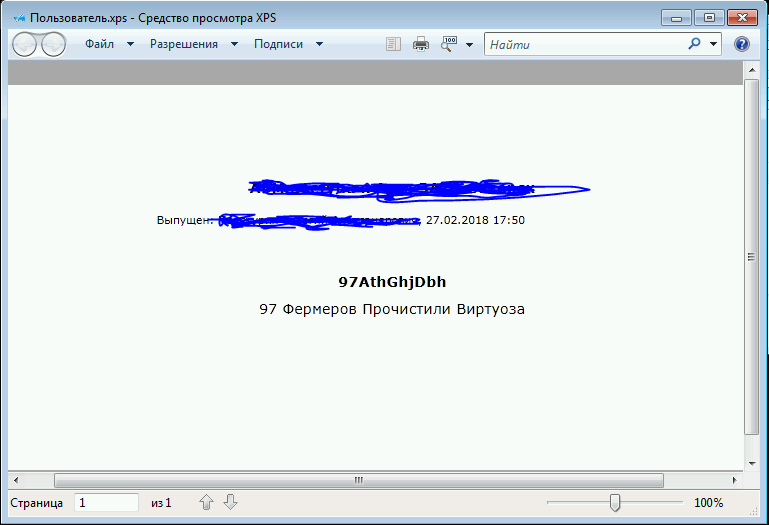 Пользователь.xps - Средство просмотра XPS
Файл Разрешения Подписи 100 Найти ?
Выпущен: 27.02.2018 17:50
97AthGhjDbh
97 Фермеров Прочистили Виртуоза
Страница 1 из 1 100%